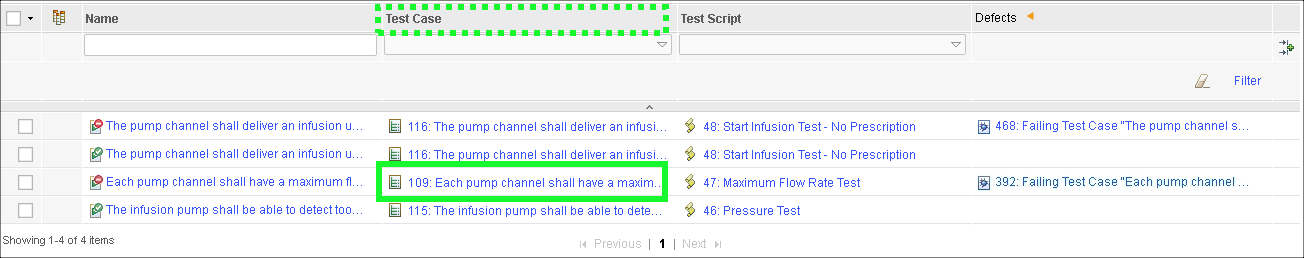 Name Test Case Test Script Defects
Filter
The pump channel shall deliver an infusion u... 116: The pump channel shall deliver an infusi... 48: Start Infusion Test - No Prescription 468: Failing Test Case "The pump channel s...
The pump channel shall deliver an infusion u... 116: The pump channel shall deliver an infusi... 48: Start Infusion Test - No Prescription
Each pump channel shall have a maximum fl... 109: Each pump channel shall have a maxim... 47: Maximum Flow Rate Test 392: Failing Test Case "Each pump channel ...
The infusion pump shall be able to detect too... 115: The infusion pump shall be able to dete... 46: Pressure Test
Showing 1-4 of 4 items Previous | 1 | Next